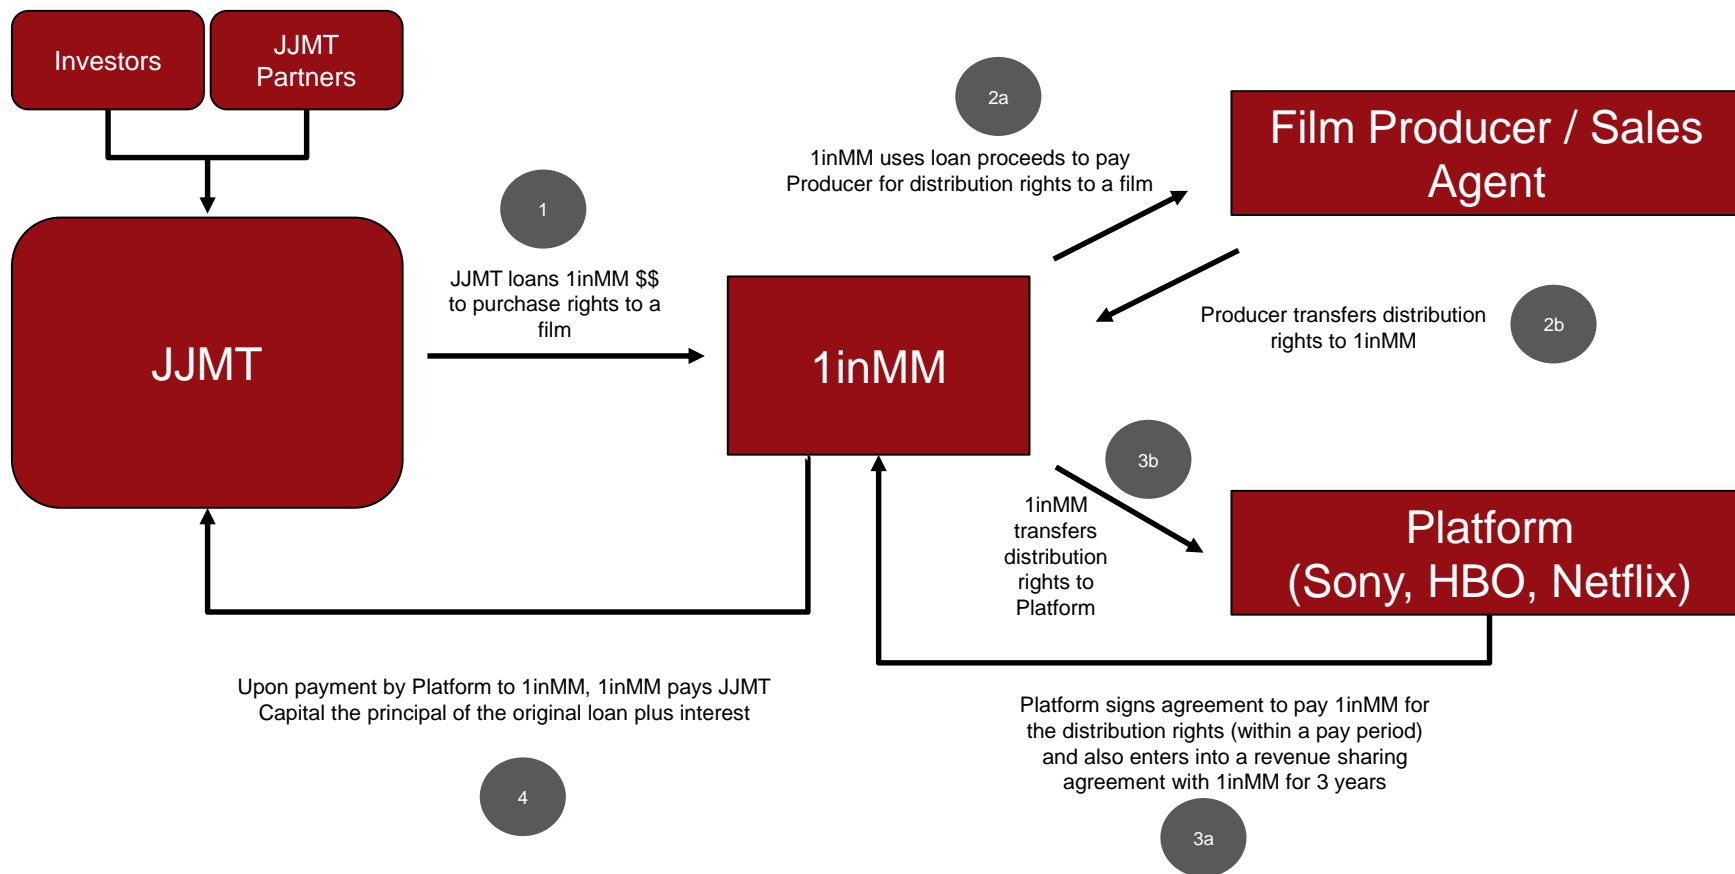 Investors
JJMT
Partners
2a
Film Producer / Sales
Agent
1inMM uses loan proceeds to pay
Producer for distribution rights to a film
1
JJMT loans 1inMM $$
to purchase rights to a
film
JJMT
1inMM
Producer transfers distribution
rights to 1inMM
2b
3b
1inMM
transfers
distribution
rights to
Platform
Platform
(Sony, HBO, Netflix)
Upon payment by Platform to 1inMM, 1inMM pays JJMT
Capital the principal of the original loan plus interest
4
Platform signs agreement to pay 1inMM for
the distribution rights (within a pay period)
and also enters into a revenue sharing
agreement with 1inMM for 3 years
3a